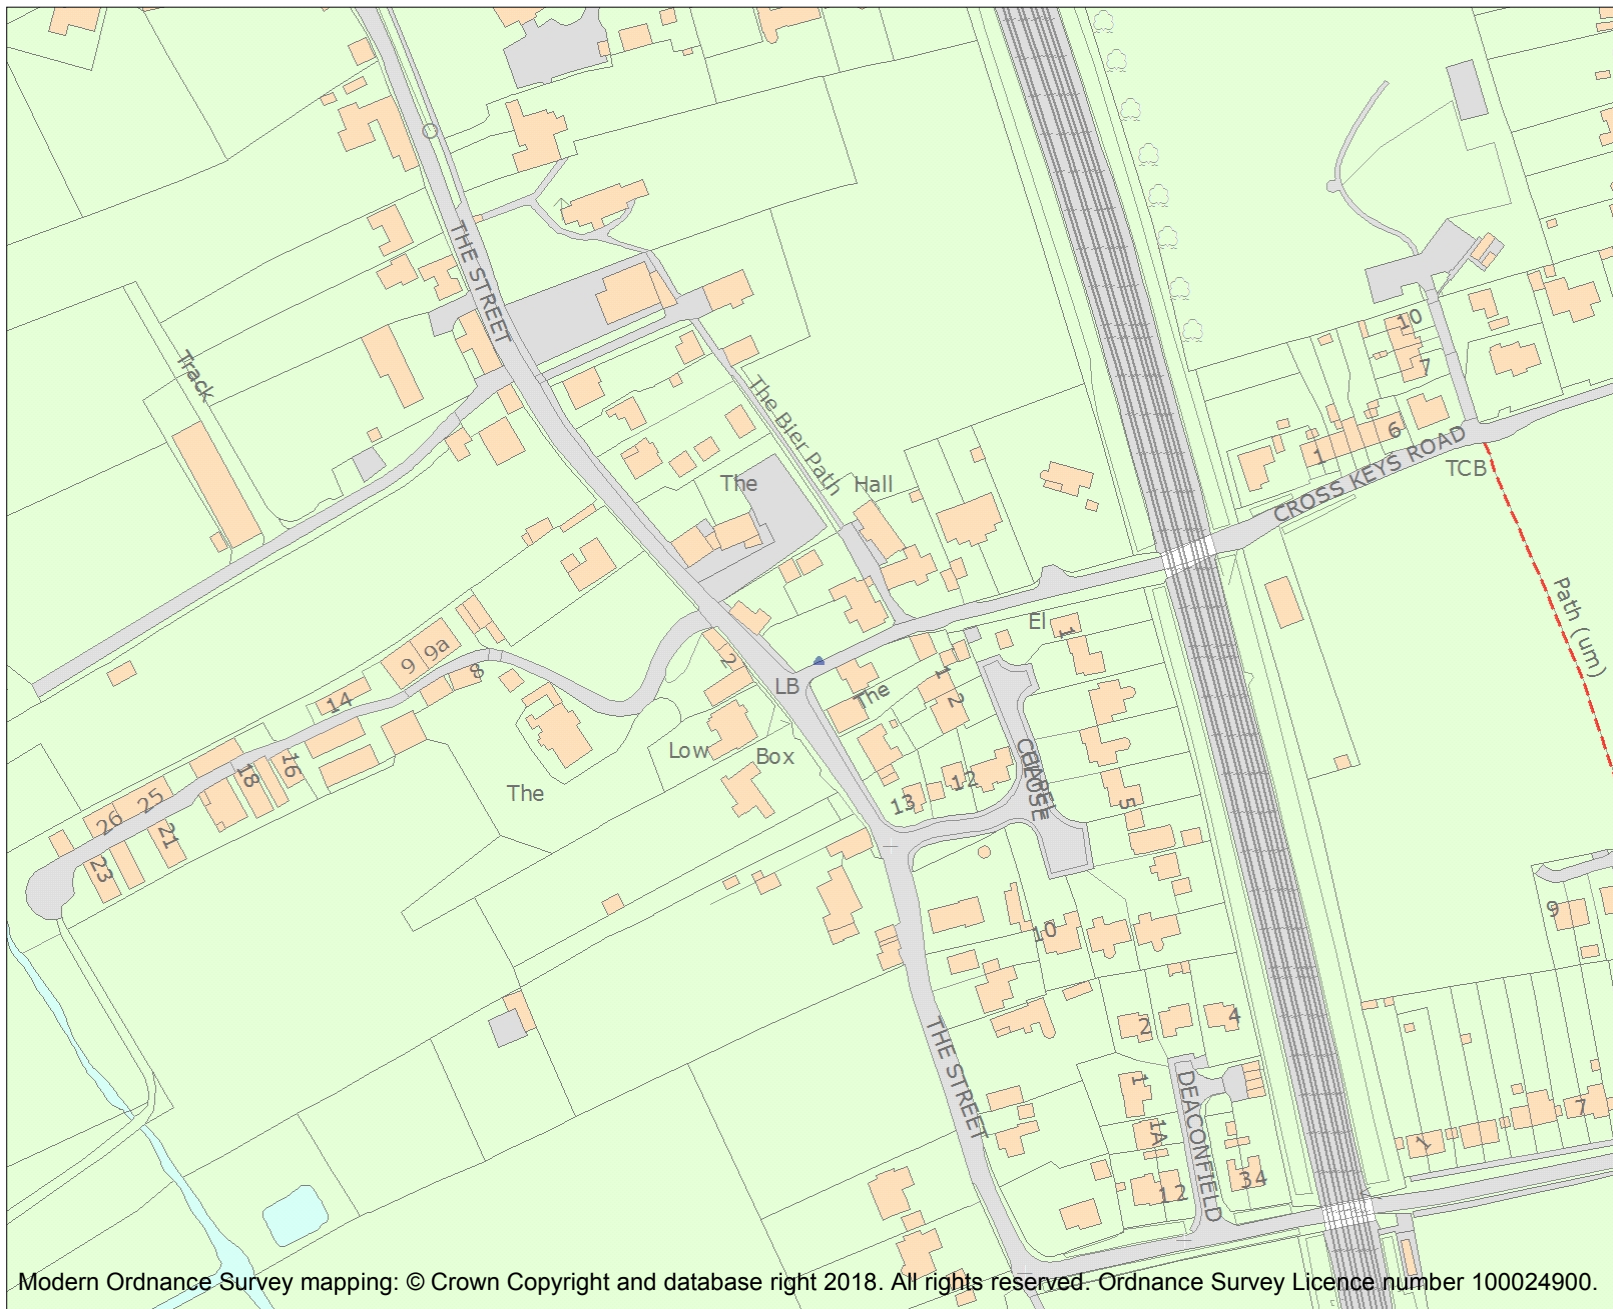 THE STREET
Track
The Bier Path
10
7
6
1
CROSS KEYS ROAD
TCB
The
Hall
Path (um)
El
1
9
9a
8
2
LB
The
1
2
14
Low
Box
CHAPEL
CLOSE
12
13
5
16
18
25
26
21
23
The
10
9
2
4
THE STREET
1
DEACONFIELD
1A
1 2
34
7
1
Modern Ordnance Survey mapping: © Crown Copyright and database right 2018. All rights reserved. Ordnance Survey Licence number 100024900.